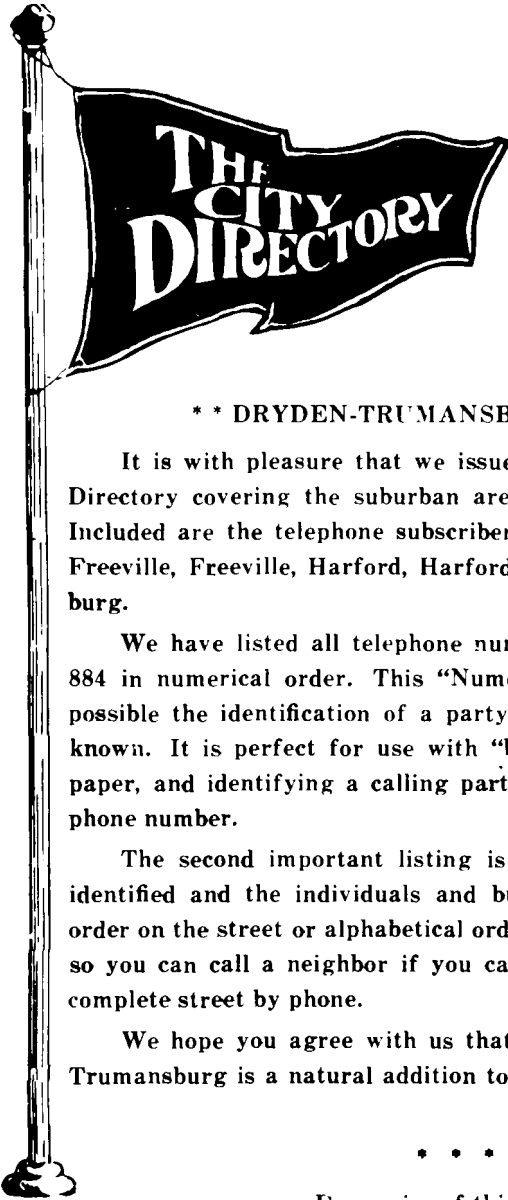 THE
CITY
DIRECTORY
* * DRYDEN-TRUMANSB
It is with pleasure that we issue
Directory covering the suburban are
Included are the telephone subscriber
Freeville, Freeville, Harford, Harford
burg.
We have listed all telephone nu
884 in numerical order. This “Num
possible the identification of a party
known. It is perfect for use with “
paper, and identifying a calling part
phone number.
The second important listing is
identified and the individuals and b
order on the street or alphabetical ord
so you can call a neighbor if you ca
complete street by phone.
We hope you agree with us that
Trumansburg is a natural addition to
* * *